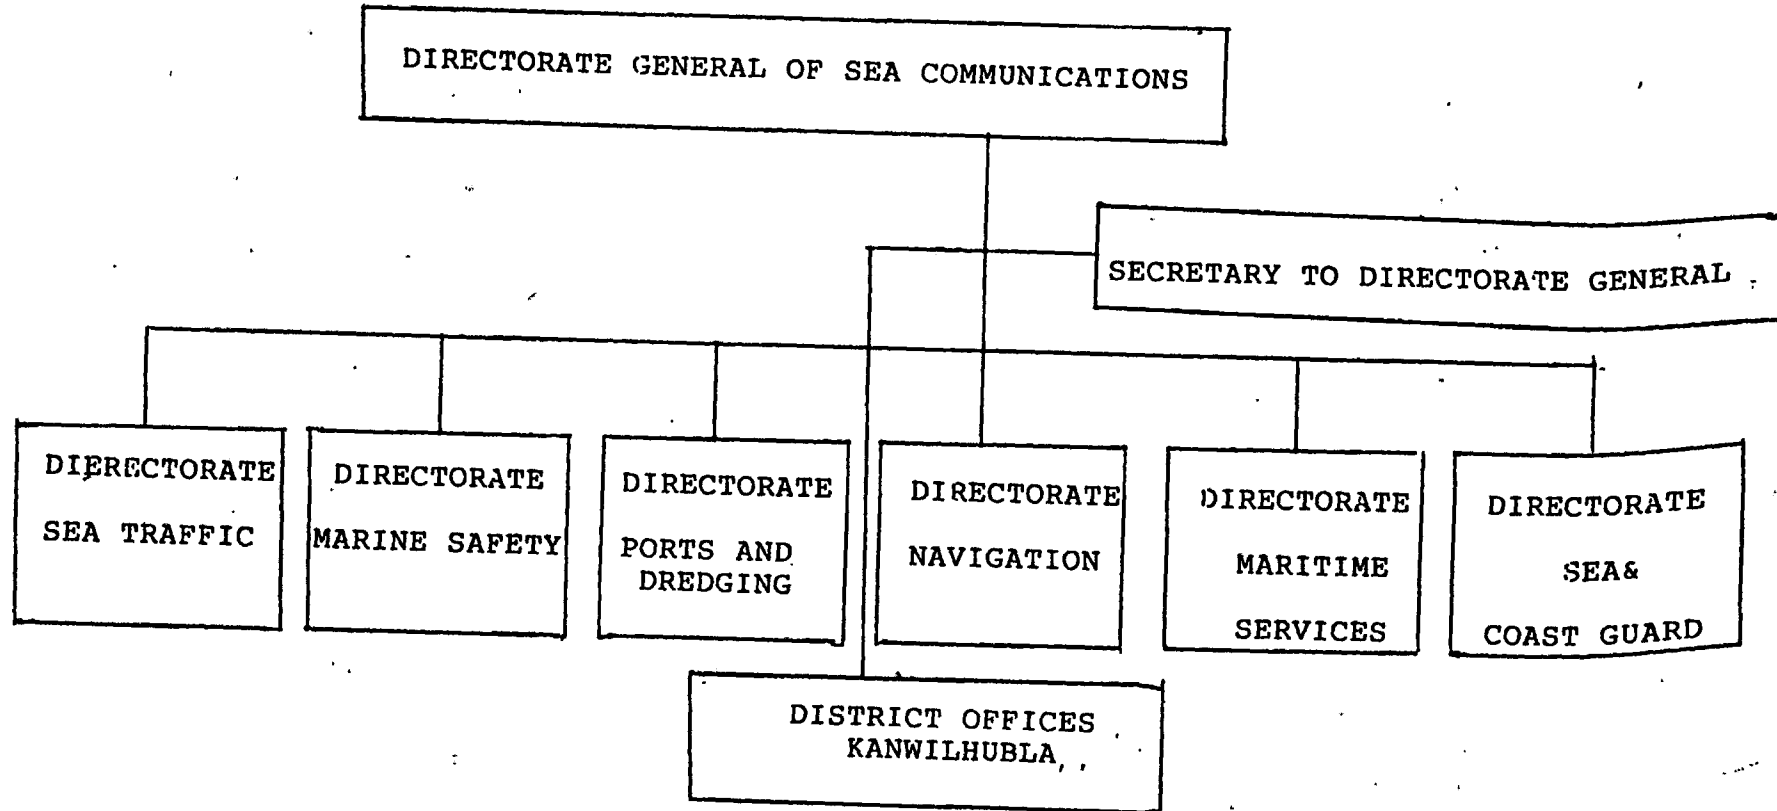 DIRECTORATE GENERAL OF SEA COMMUNICATIONS
SECRETARY TO DIRECTORATE GENERAL
DIERECTORATE
SEA TRAFFIC
DIRECTORATE
MARINE SAFETY
DIRECTORATE
PORTS AND
DREDGING
DIRECTORATE
NAVIGATION
DIRECTORATE
MARITIME
SERVICES
DIRECTORATE
SEA&
COAST GUARD
DISTRICT OFFICES
KANWILHUBLA